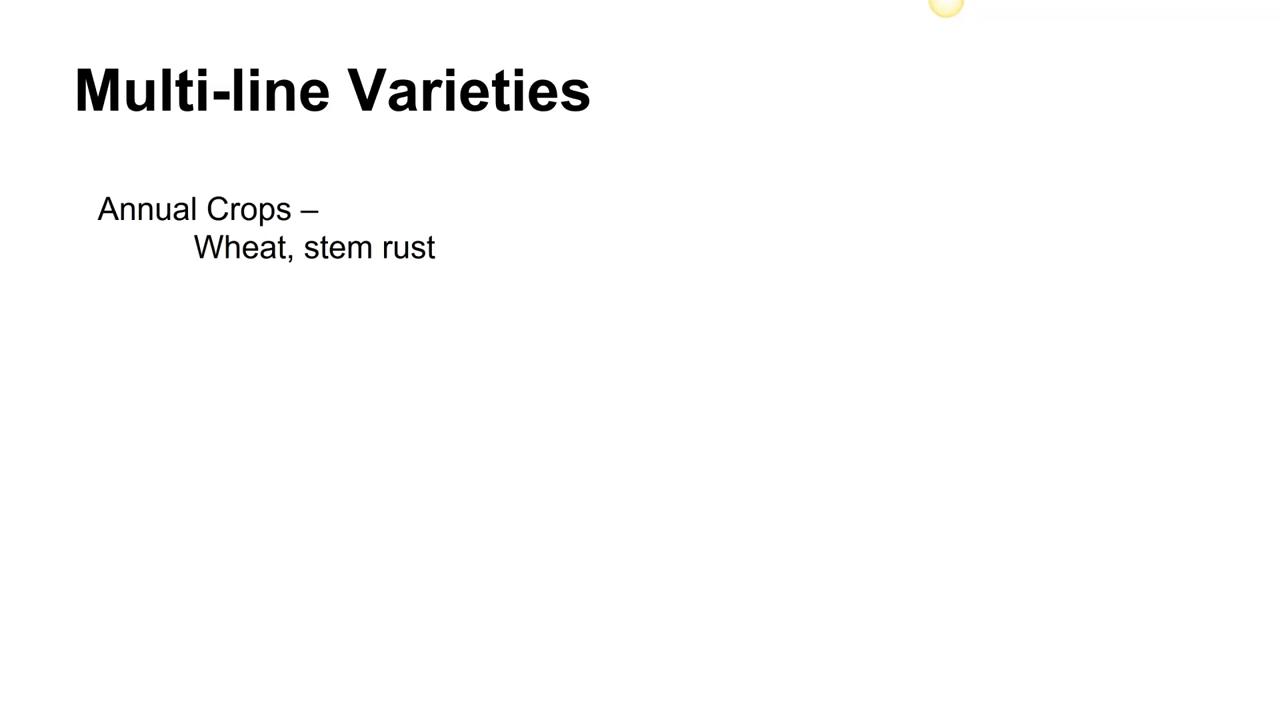 Multi-line Varieties
Annual Crops –
Wheat, stem rust